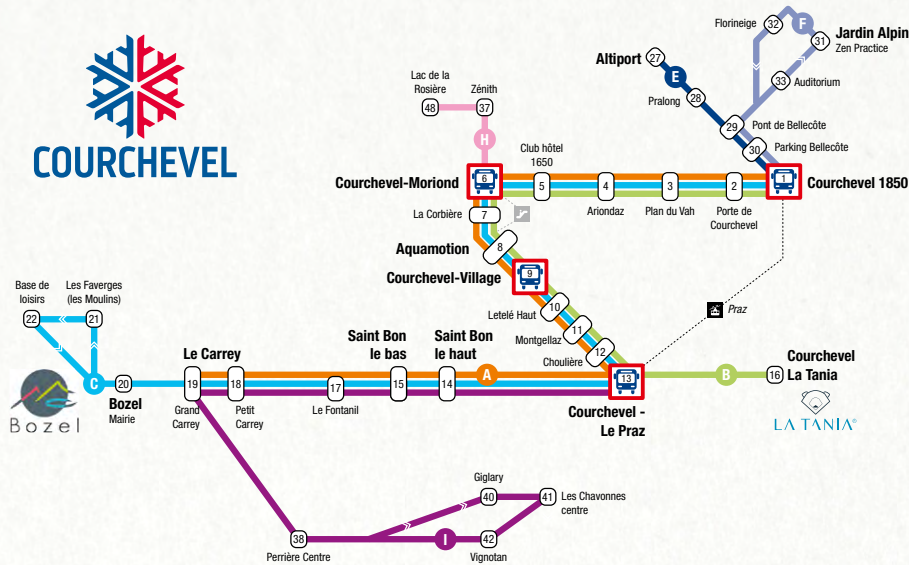 Florineige
32
F
Jardin Alpin
31
Zen Practice
Altiport
27
E
33
Auditorium
28
Pralong
Lac de la
Rosière
Zénith
48
37
29
Pont de Bellecôte
H
30
Parking Bellecôte
COURCHEVEL
Club hôtel
1650
Courchevel-Moriond
6
5
4
3
2
1
Courchevel 1850
Ariondaz
Plan du Vah
Porte de
Courchevel
La Corbière
7
Aquamotion
8
Courchevel-Village
9
Base de
loisirs
Les Faverges
(les Moulins)
22
21
Letelé Haut
10
Praz
Montgellaz
11
Choulière
12
Saint Bon
le bas
Saint Bon
le haut
Le Carrey
Courchevel
La Tania
C
20
19
18
17
15
14
A
13
B
16
Bozel
Mairie
Grand
Carrey
Petit
Carrey
Le Fontanil
Courchevel -
Le Praz
Bozel
LA TANIA®
Giglary
40
41
Les Chavonnes
centre
38
I
42
Perrière Centre
Vignotan